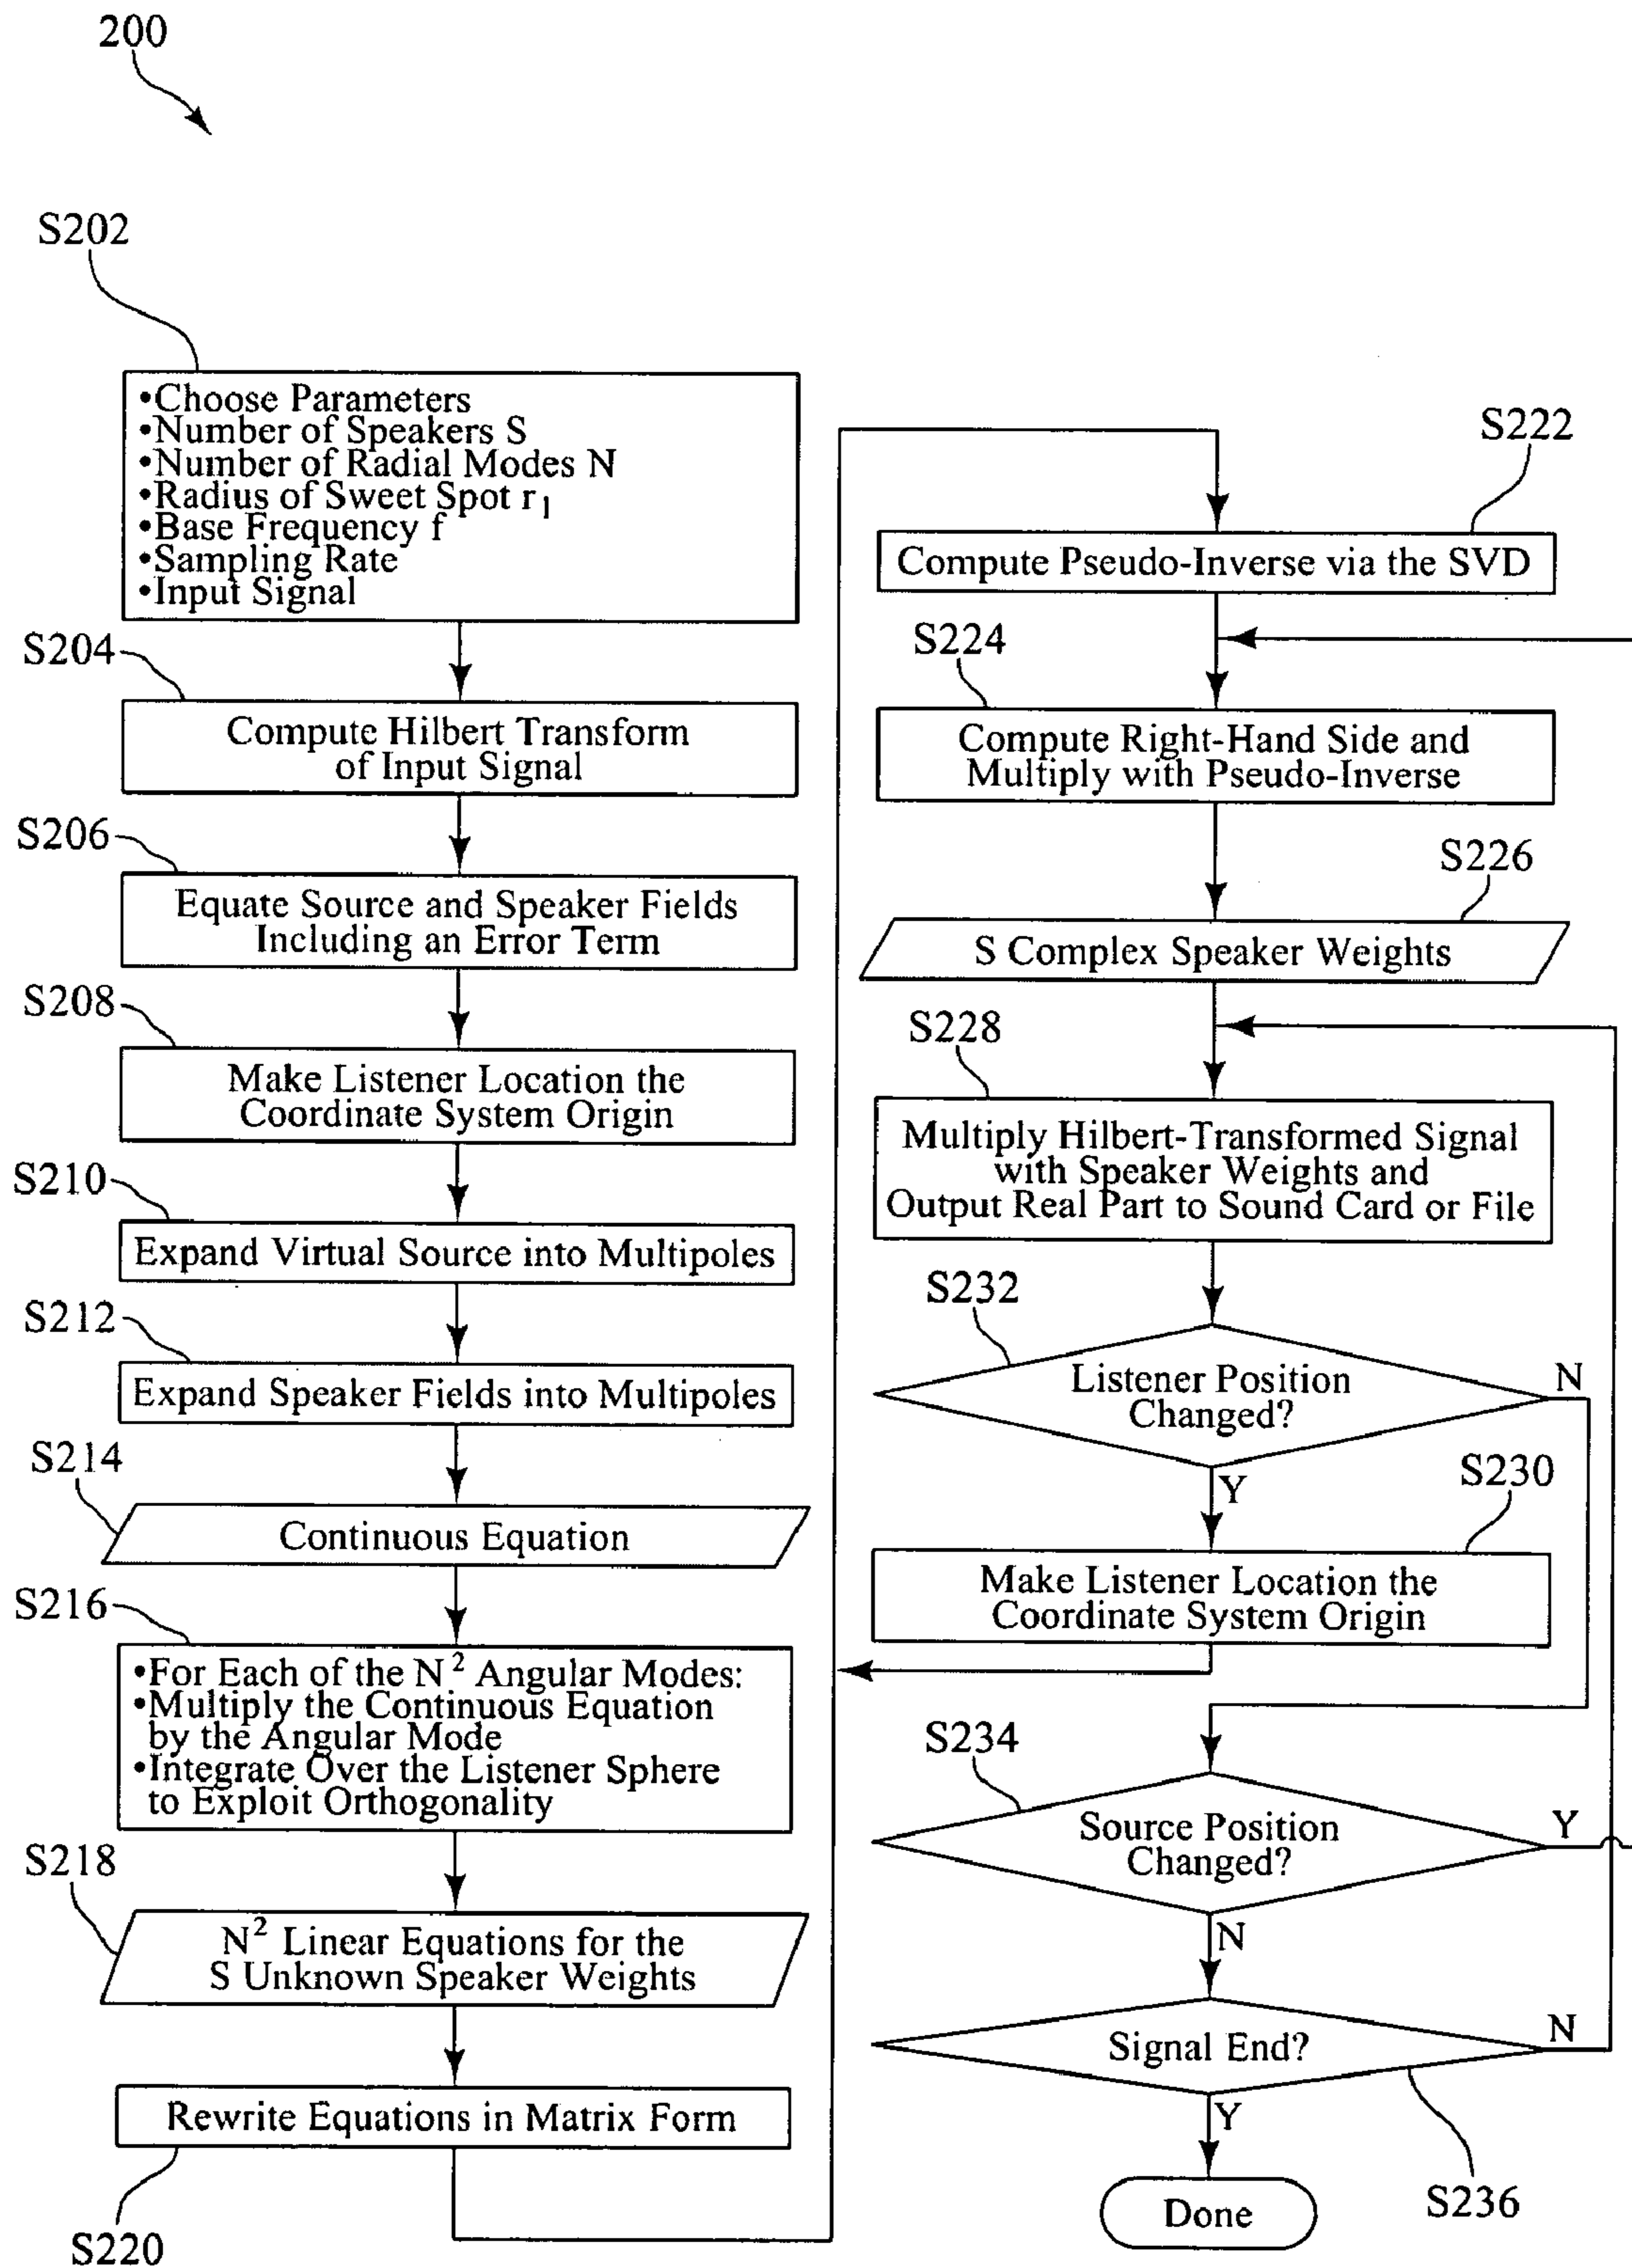 200
S202
•Choose Parameters
•Number of Speakers S
•Number of Radial Modes N
•Radius of Sweet Spot r1
•Base Frequency f
•Sampling Rate
•Input Signal
S204
Compute Hilbert Transform
of Input Signal
S206
Equate Source and Speaker Fields
Including an Error Term
S208
Make Listener Location the
Coordinate System Origin
S210
Expand Virtual Source into Multipoles
S212
Expand Speaker Fields into Multipoles
S214
Continuous Equation
S216
•For Each of the N² Angular Modes:
•Multiply the Continuous Equation
by the Angular Mode
•Integrate Over the Listener Sphere
to Exploit Orthogonality
S218
N² Linear Equations for the
S Unknown Speaker Weights
Rewrite Equations in Matrix Form
S220
S222
Compute Pseudo-Inverse via the SVD
S224
Compute Right-Hand Side and
Multiply with Pseudo-Inverse
S226
S Complex Speaker Weights
S228
Multiply Hilbert-Transformed Signal
with Speaker Weights and
Output Real Part to Sound Card or File
S232
Listener Position
Changed?
N
Y
S230
Make Listener Location the
Coordinate System Origin
S234
Source Position
Changed?
Y
N
Signal End?
N
Y
S236
Done